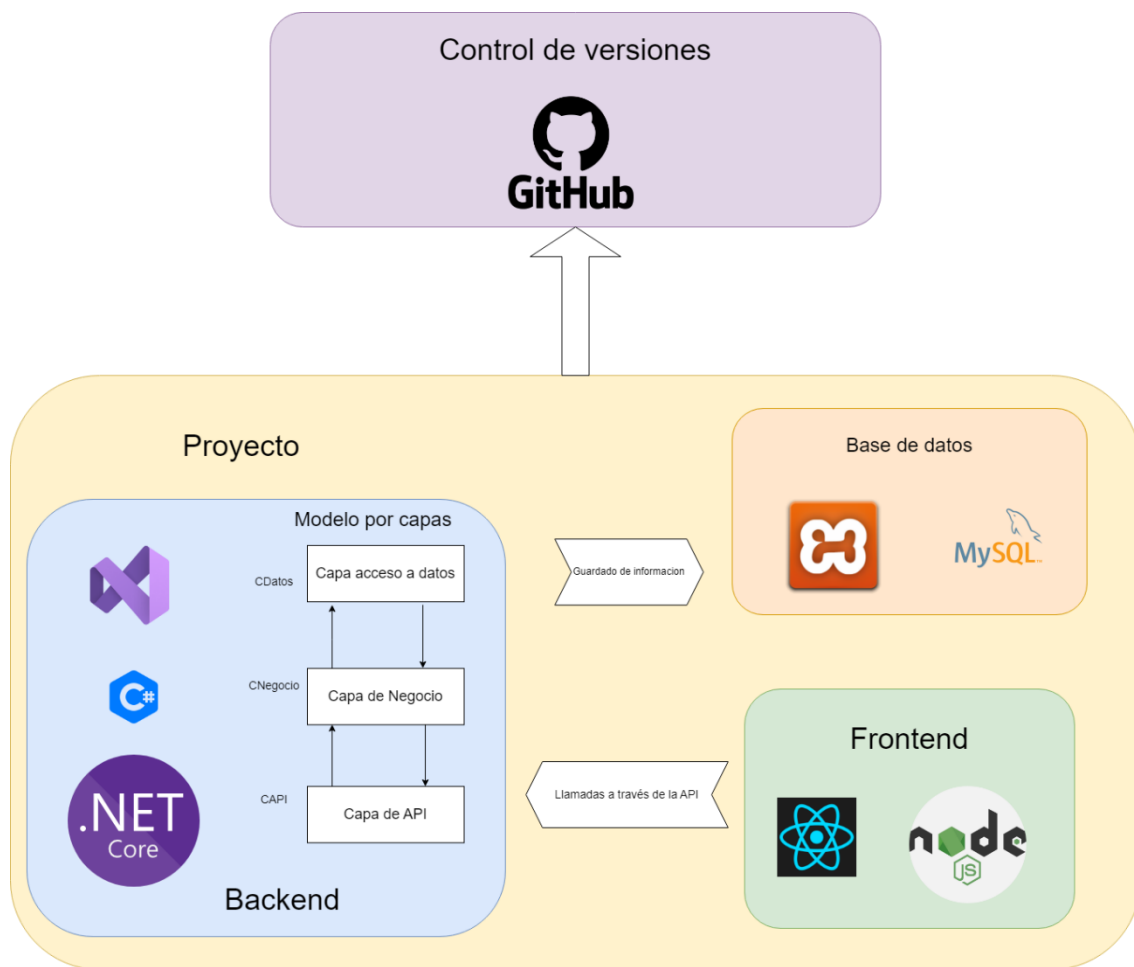 Control de versiones
GitHub
Proyecto
Base de datos
MySQL
Modelo por capas
Capa acceso a datos
CDatos
Guardado de informacion
CNegocio
Capa de Negocio
C#
Frontend
.NET
Core
CAPI
Capa de API
Llamadas a través de la API
node
JS
Backend